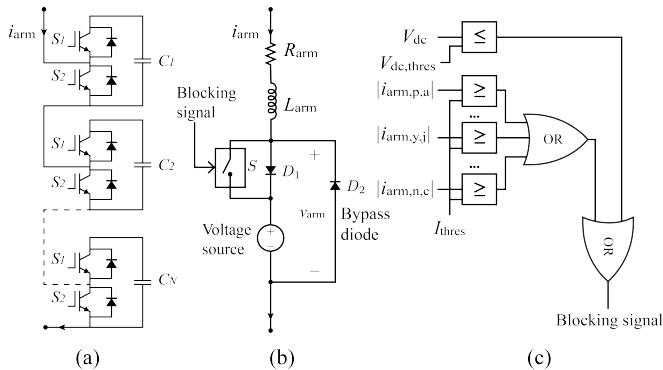 i_arm
S1
S2
C1
S1
S2
C2
S1
S2
CN
(a)
i_arm
R_arm
L_arm
Blocking
signal
S
D1
+
D2
v_arm
Bypass
diode
Voltage
source
+
−
−
(b)
V_dc
≤
V_dc,thres
|i_arm,p,a|
≥
...
|i_arm,y,j|
≥
OR
...
|i_arm,n,c|
≥
I_thres
OR
Blocking signal
(c)